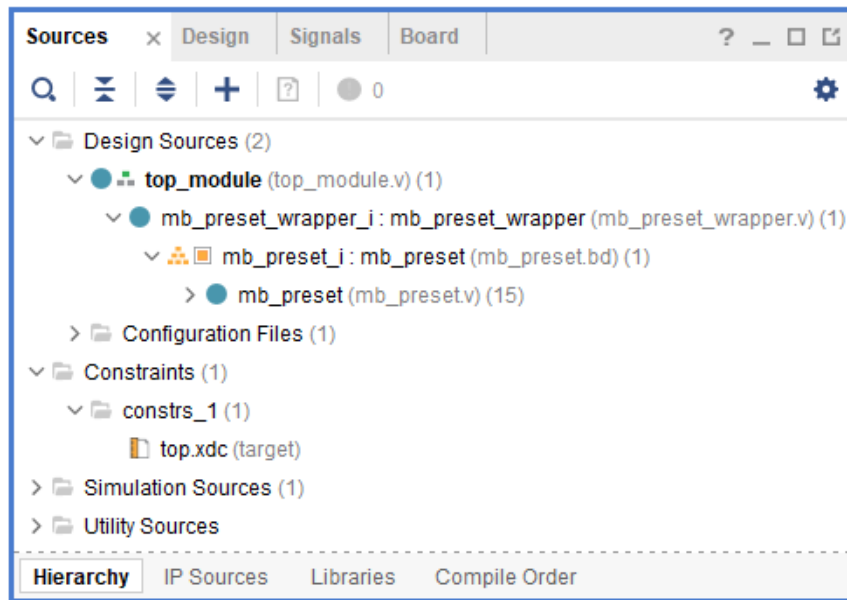 Sources × Design Signals Board ?
? 0
Design Sources (2)
top_module (top_module.v) (1)
mb_preset_wrapper_i : mb_preset_wrapper (mb_preset_wrapper.v) (1)
mb_preset_i : mb_preset (mb_preset.bd) (1)
mb_preset (mb_preset.v) (15)
Configuration Files (1)
Constraints (1)
constrs_1 (1)
top.xdc (target)
Simulation Sources (1)
Utility Sources
Hierarchy IP Sources Libraries Compile Order